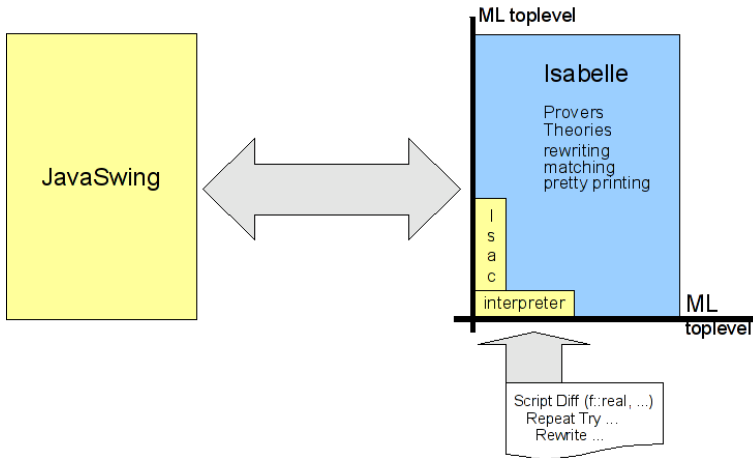 ML toplevel
Isabelle
Provers
Theories
rewriting
matching
pretty printing
JavaSwing
I
s
a
c
interpreter
ML
toplevel
Script Diff (f::real, ...)
Repeat Try ...
Rewrite ...